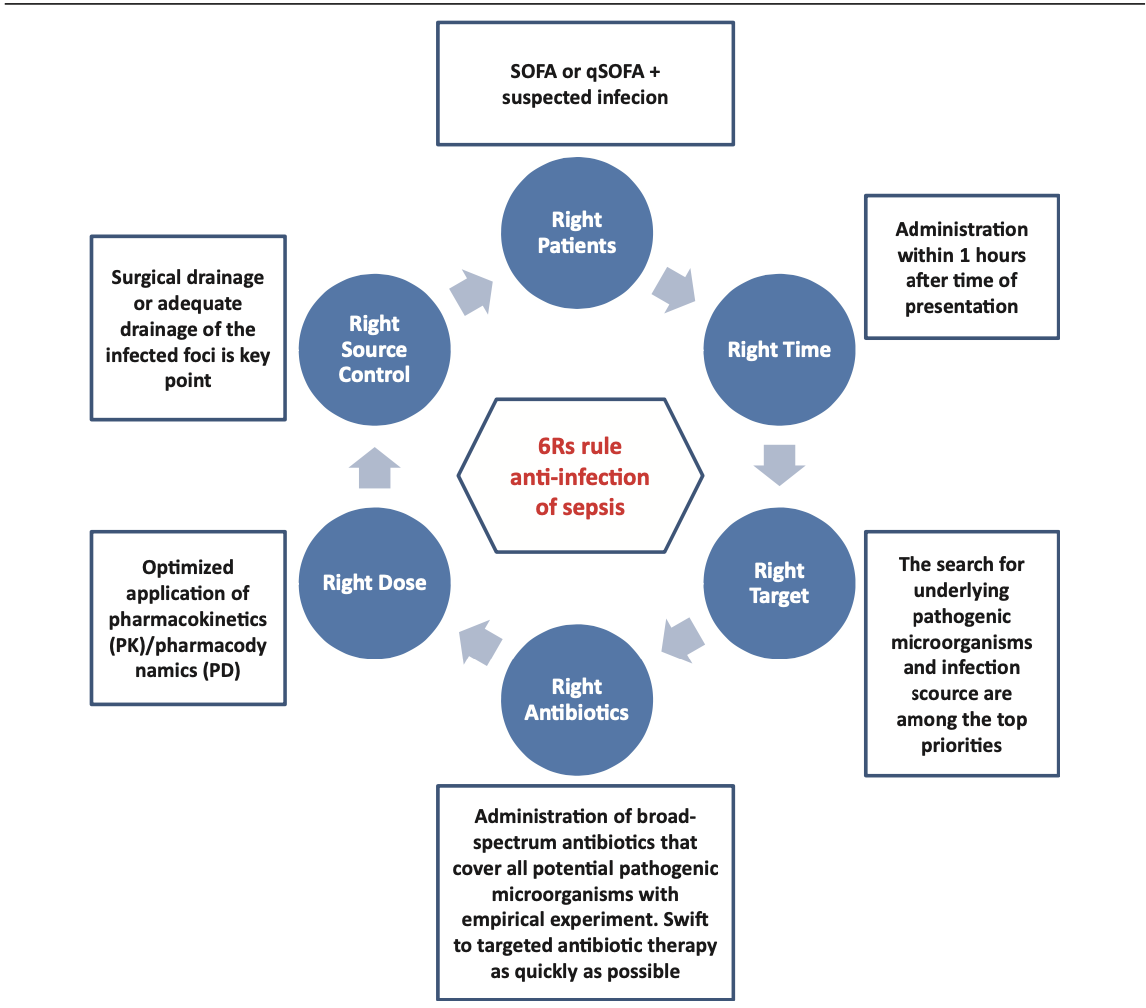 SOFA or qSOFA +
suspected infecion
Right
Patients
Administration
within 1 hours
after time of
presentation
Right Time
The search for
underlying
pathogenic
microorganisms
and infection
scource are
among the top
priorities
Right
Target
Right
Antibiotics
Administration of broad-
spectrum antibiotics that
cover all potential pathogenic
microorganisms with
empirical experiment. Swift
to targeted antibiotic therapy
as quickly as possible
Right Dose
Optimized
application of
pharmacokinetics
(PK)/pharmacody
namics (PD)
Right
Source
Control
Surgical drainage
or adequate
drainage of the
infected foci is key
point
6Rs rule
anti-infection
of sepsis